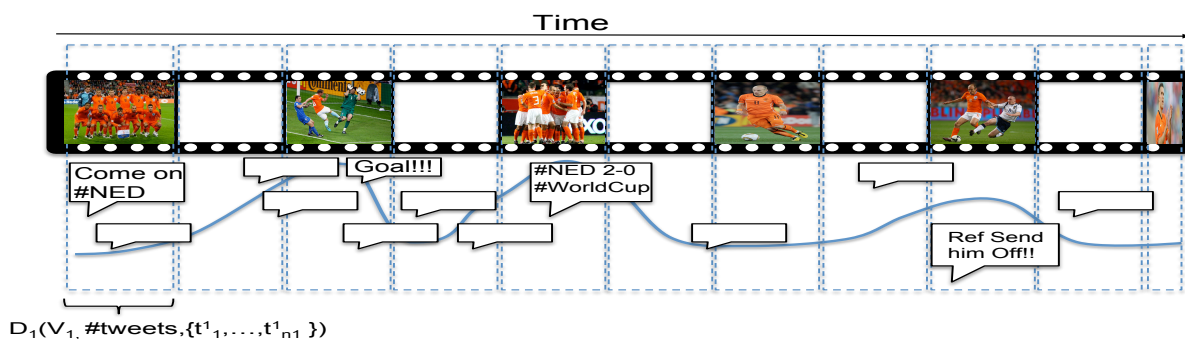 Time
Come on
#NED
Goal!!!
#NED 2-0
#WorldCup
Ref Send
him Off!!
D₁(V₁, #tweets,{t¹₁,...,t¹ₙ₁ })